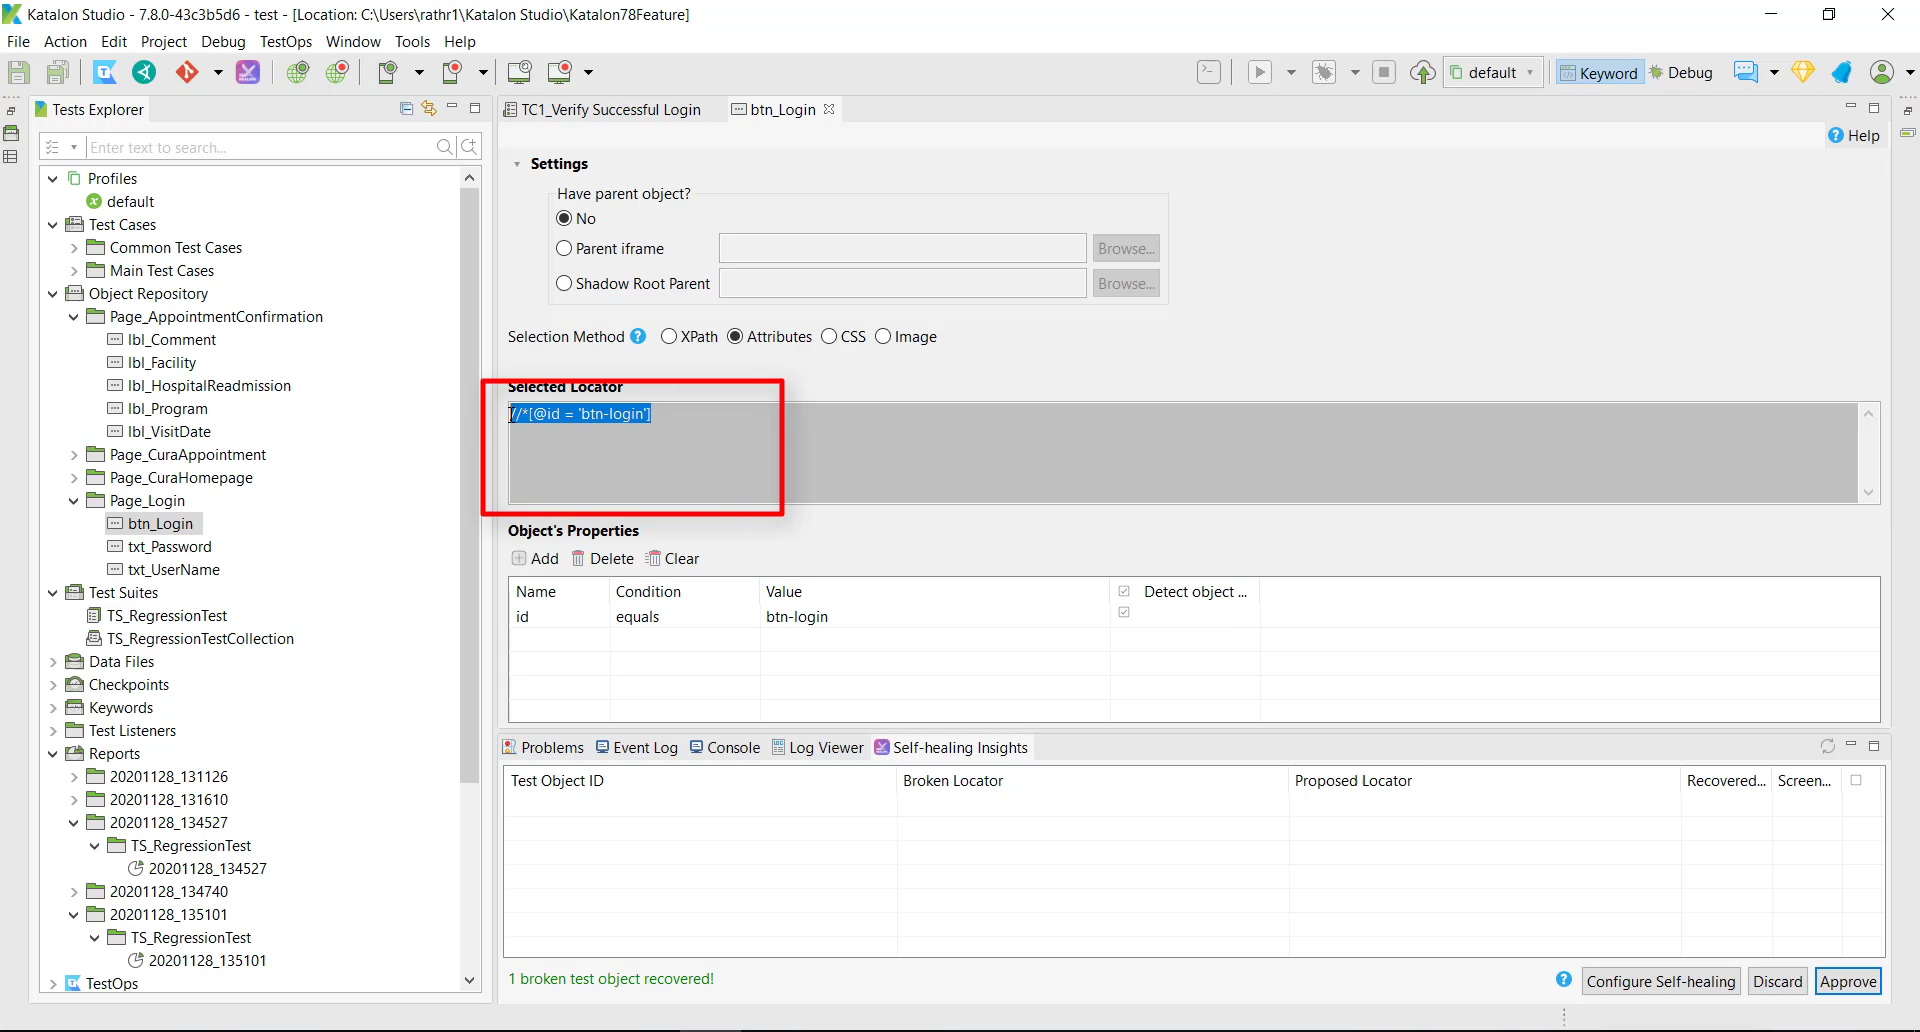 Katalon Studio - 7.8.0-43c3b5d6 - test - [Location: C:\Users\rathr1\Katalon Studio\Katalon78Feature]
File Action Edit Project Debug TestOps Window Tools Help
default Keyword Debug
Tests Explorer
Enter text to search...
Profiles
default
Test Cases
Common Test Cases
Main Test Cases
Object Repository
Page_AppointmentConfirmation
lbl_Comment
lbl_Facility
lbl_HospitalReadmission
lbl_Program
lbl_VisitDate
Page_CuraAppointment
Page_CuraHomepage
Page_Login
btn_Login
txt_Password
txt_UserName
Test Suites
TS_RegressionTest
TS_RegressionTestCollection
Data Files
Checkpoints
Keywords
Test Listeners
Reports
20201128_131126
20201128_131610
20201128_134527
TS_RegressionTest
20201128_134527
20201128_134740
20201128_135101
TS_RegressionTest
20201128_135101
TestOps
TC1_Verify Successful Login btn_Login
Help
Settings
Have parent object?
No
Parent iframe Browse...
Shadow Root Parent Browse...
Selection Method ? XPath Attributes CSS Image
Selected Locator
//*[@id = 'btn-login']
Object's Properties
Add Delete Clear
Name Condition Value Detect object ...
id equals btn-login
Problems Event Log Console Log Viewer Self-healing Insights
Test Object ID Broken Locator Proposed Locator Recovered... Screen...
1 broken test object recovered!
? Configure Self-healing Discard Approve